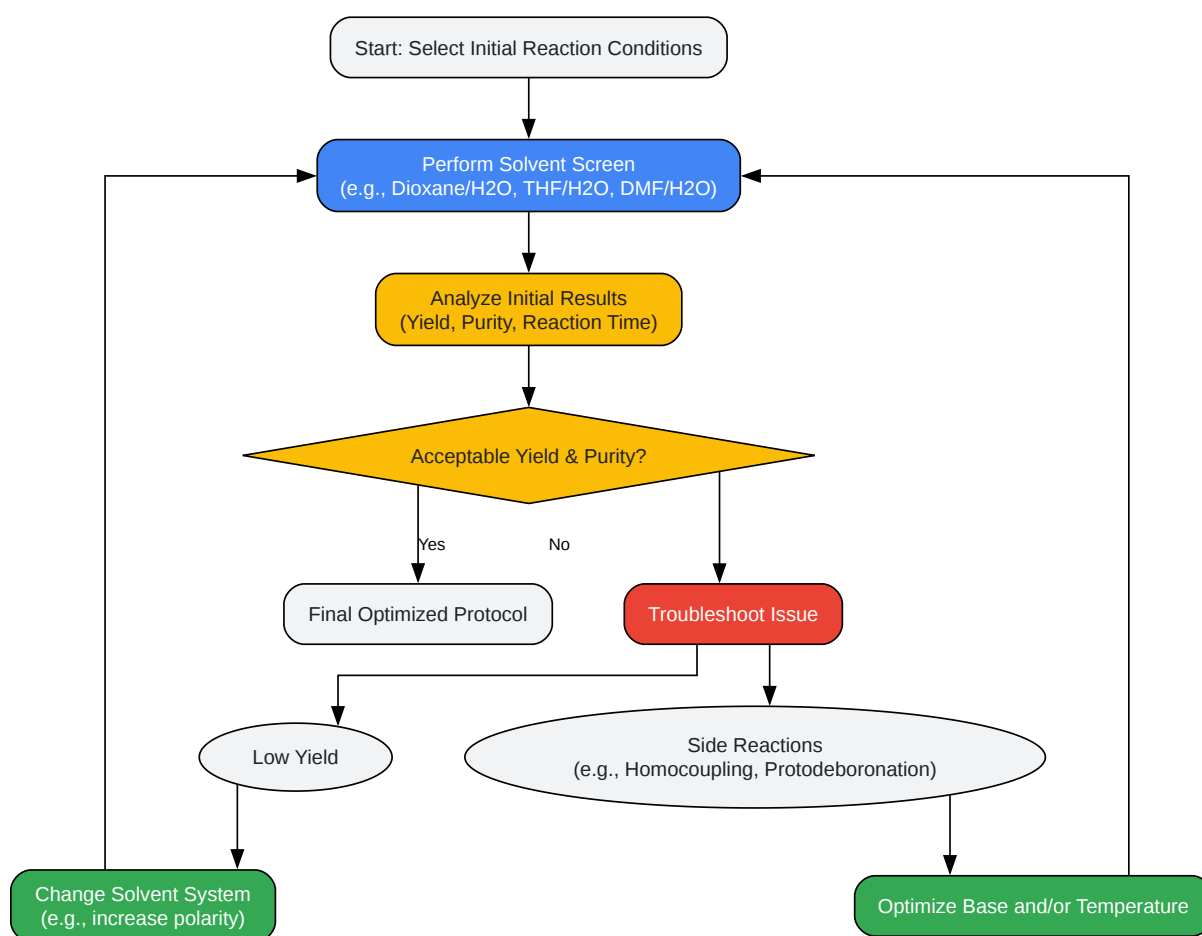 Start: Select Initial Reaction Conditions
Perform Solvent Screen
(e.g., Dioxane/H2O, THF/H2O, DMF/H2O)
Analyze Initial Results
(Yield, Purity, Reaction Time)
Acceptable Yield & Purity?
Yes
No
Final Optimized Protocol
Troubleshoot Issue
Low Yield
Side Reactions
(e.g., Homocoupling, Protodeboronation)
Change Solvent System
(e.g., increase polarity)
Optimize Base and/or Temperature